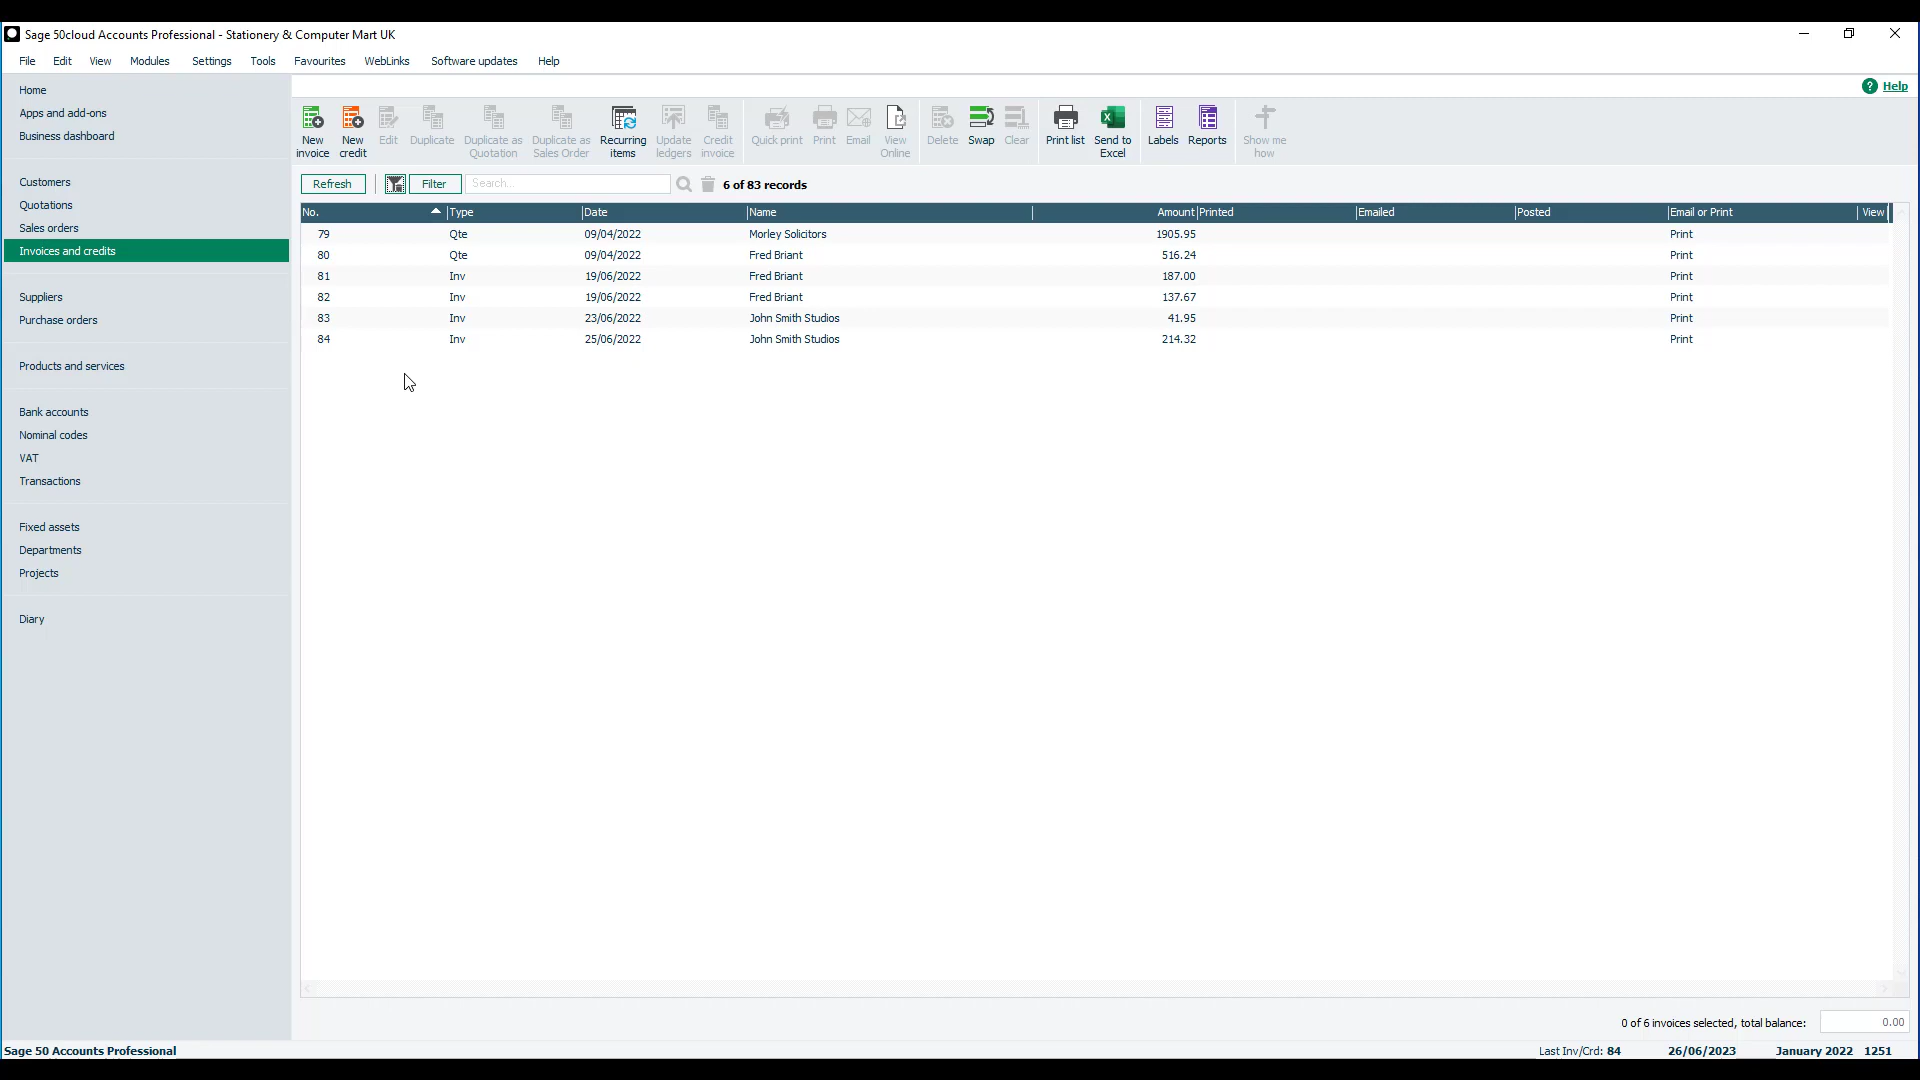 Sage 50cloud Accounts Professional - Stationery & Computer Mart UK
File Edit View Modules Settings Tools Favourites WebLinks Software updates Help
Home
Apps and add-ons
Business dashboard
Customers
Quotations
Sales orders
Invoices and credits
Suppliers
Purchase orders
Products and services
Bank accounts
Nominal codes
VAT
Transactions
Fixed assets
Departments
Projects
Diary
? Help
New invoice
New credit
Edit
Duplicate
Duplicate as Quotation
Duplicate as Sales Order
Recurring items
Update ledgers
Credit invoice
Quick print
Print
Email
View Online
Delete
Swap
Clear
Print list
Send to Excel
Labels
Reports
Show me how
Refresh Filter Search... 6 of 83 records
No. Type Date Name Amount Printed Emailed Posted Email or Print View
79 Qte 09/04/2022 Morley Solicitors 1905.95 Print
80 Qte 09/04/2022 Fred Briant 516.24 Print
81 Inv 19/06/2022 Fred Briant 187.00 Print
82 Inv 19/06/2022 Fred Briant 137.67 Print
83 Inv 23/06/2022 John Smith Studios 41.95 Print
84 Inv 25/06/2022 John Smith Studios 214.32 Print
0 of 6 invoices selected, total balance: 0.00
Sage 50 Accounts Professional Last Inv/Crd: 84 26/06/2023 January 2022 1251